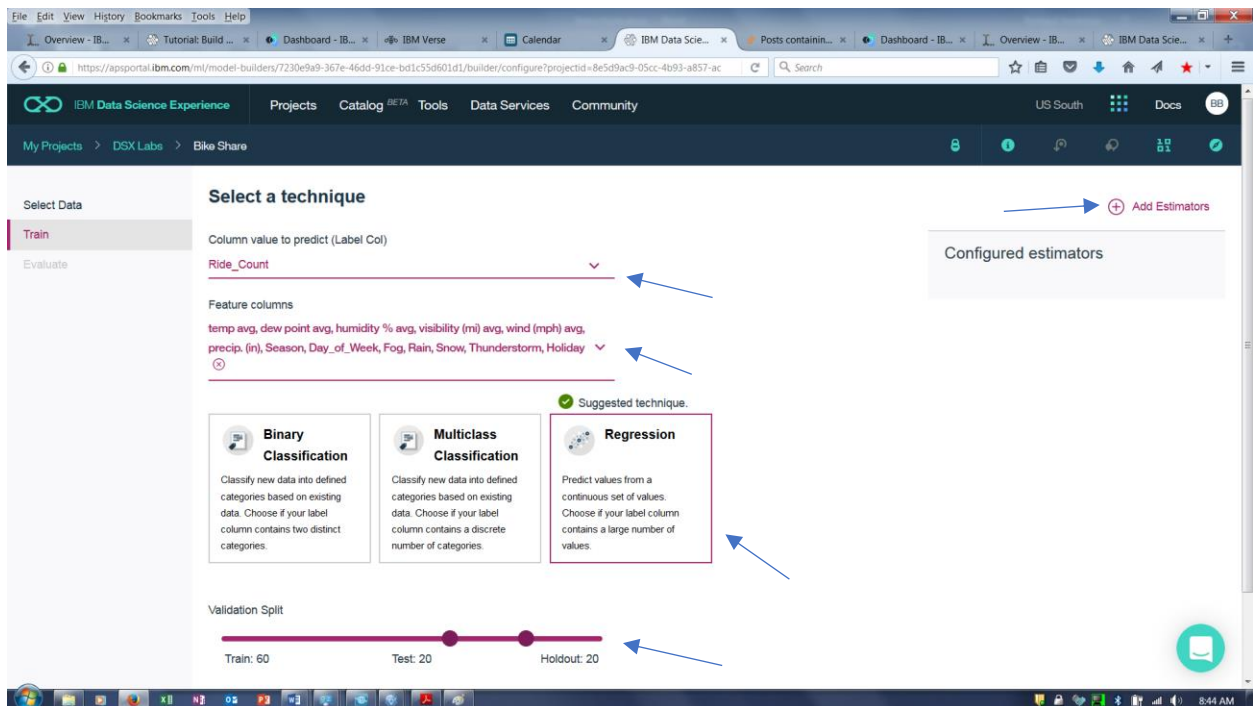 File Edit View History Bookmarks Tools Help
Overview - IB... Tutorial: Build ... Dashboard - IB... IBM Verse Calendar IBM Data Scie... Posts containin... Dashboard - IB... Overview - IB... IBM Data Scie...
https://apsportal.ibm.com/ml/model-builders/7230e9a9-367e-46dd-91ce-bd1c55d601d1/builder/configure?projectid=8e5d9ac9-05cc-4b93-a857-ac Search
IBM Data Science Experience Projects Catalog BETA Tools Data Services Community US South Docs BB
My Projects > DSX Labs > Bike Share
Select Data
Train
Evaluate
Select a technique
Add Estimators
Configured estimators
Column value to predict (Label Col)
Ride_Count
Feature columns
temp avg, dew point avg, humidity % avg, visibility (mi) avg, wind (mph) avg,
precip. (in), Season, Day_of_Week, Fog, Rain, Snow, Thunderstorm, Holiday
Suggested technique.
Binary
Classification
Classify new data into defined
categories based on existing
data. Choose if your label
column contains two distinct
categories.
Multiclass
Classification
Classify new data into defined
categories based on existing
data. Choose if your label
column contains a discrete
number of categories.
Regression
Predict values from a
continuous set of values.
Choose if your label column
contains a large number of
values.
Validation Split
Train: 60 Test: 20 Holdout: 20
8:44 AM